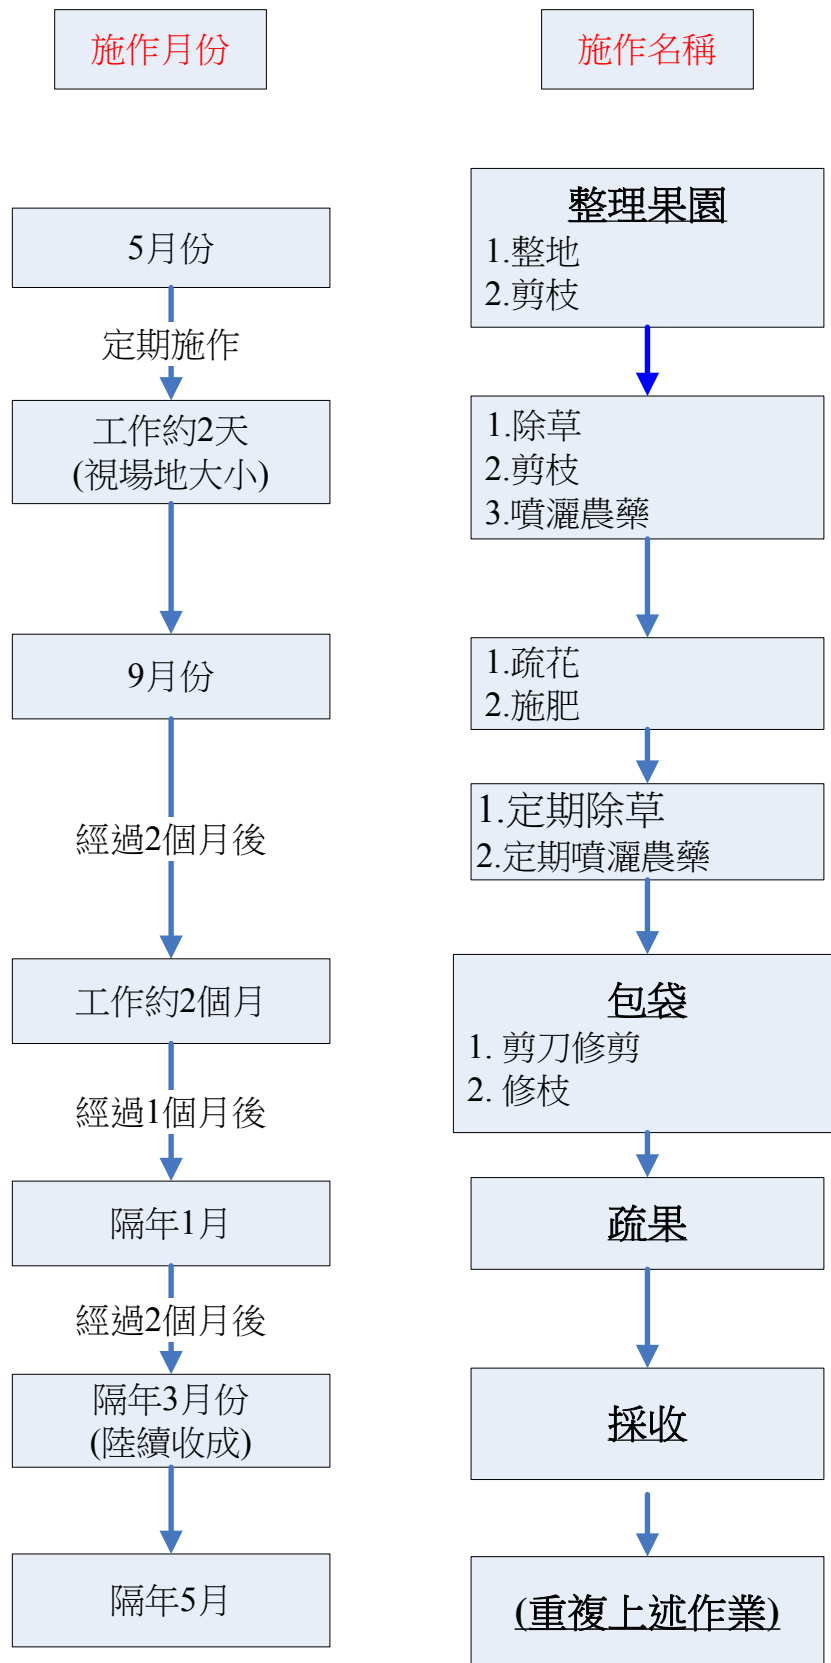 施作月份
施作名稱
5月份
定期施作
工作約2天
(視場地大小)
9月份
經過2個月後
工作約2個月
經過1個月後
隔年1月
經過2個月後
隔年3月份
(陸續收成)
隔年5月
整理果園
1.整地
2.剪枝
1.除草
2.剪枝
3.噴灑農藥
1.疏花
2.施肥
1.定期除草
2.定期噴灑農藥
包袋
1. 剪刀修剪
2. 修枝
疏果
採收
(重複上述作業)